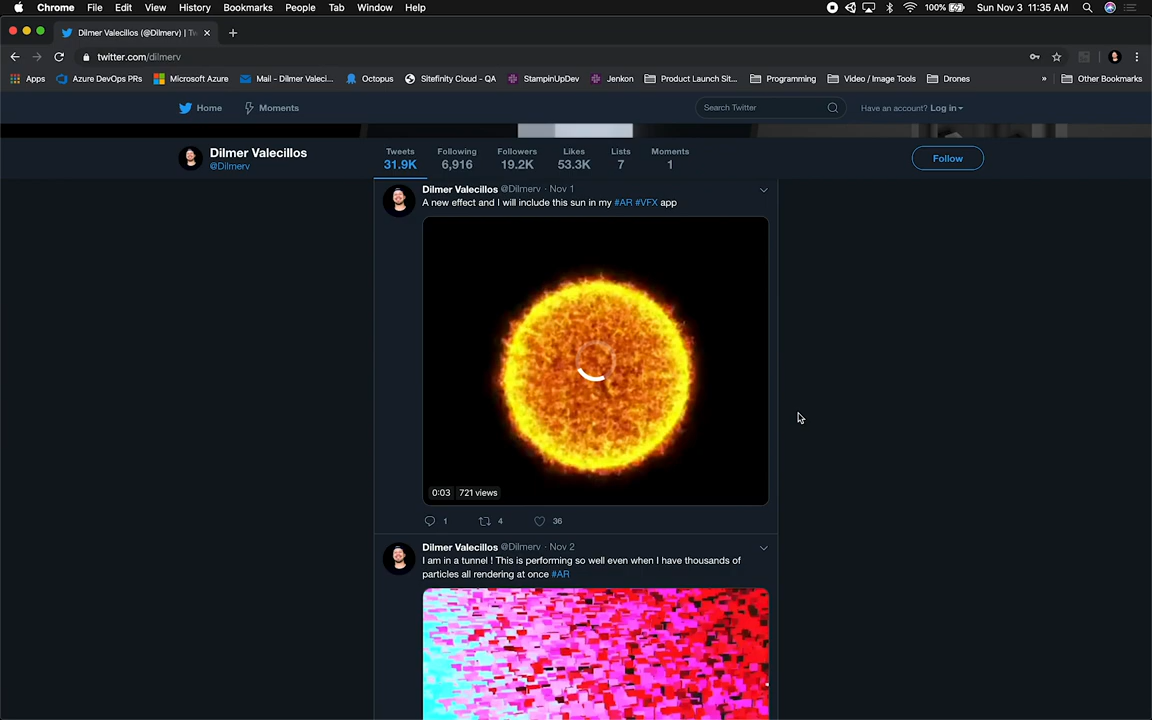 Chrome File Edit View History Bookmarks People Tab Window Help 100% Sun Nov 3 11:35 AM
Dilmer Valecillos (@Dilmerv) | Tw
twitter.com/dilmerv
Apps Azure DevOps PRs Microsoft Azure Mail - Dilmer Valeci... Octopus Sitefinity Cloud - QA StampinUpDev Jenkon Product Launch Sit... Programming Video / Image Tools Drones » Other Bookmarks
Home Moments Search Twitter Have an account? Log in
Dilmer Valecillos
@Dilmerv
Tweets Following Followers Likes Lists Moments
31.9K 6,916 19.2K 53.3K 7 1
Follow
Dilmer Valecillos @Dilmerv · Nov 1
A new effect and I will include this sun in my #AR #VFX app
0:03 721 views
1 4 36
Dilmer Valecillos @Dilmerv · Nov 2
I am in a tunnel ! This is performing so well even when I have thousands of
particles all rendering at once #AR